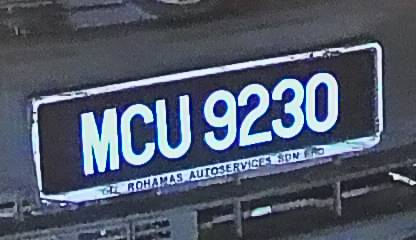 MCU 9230
ROHAMAS AUTOSERVICES SDN BHD